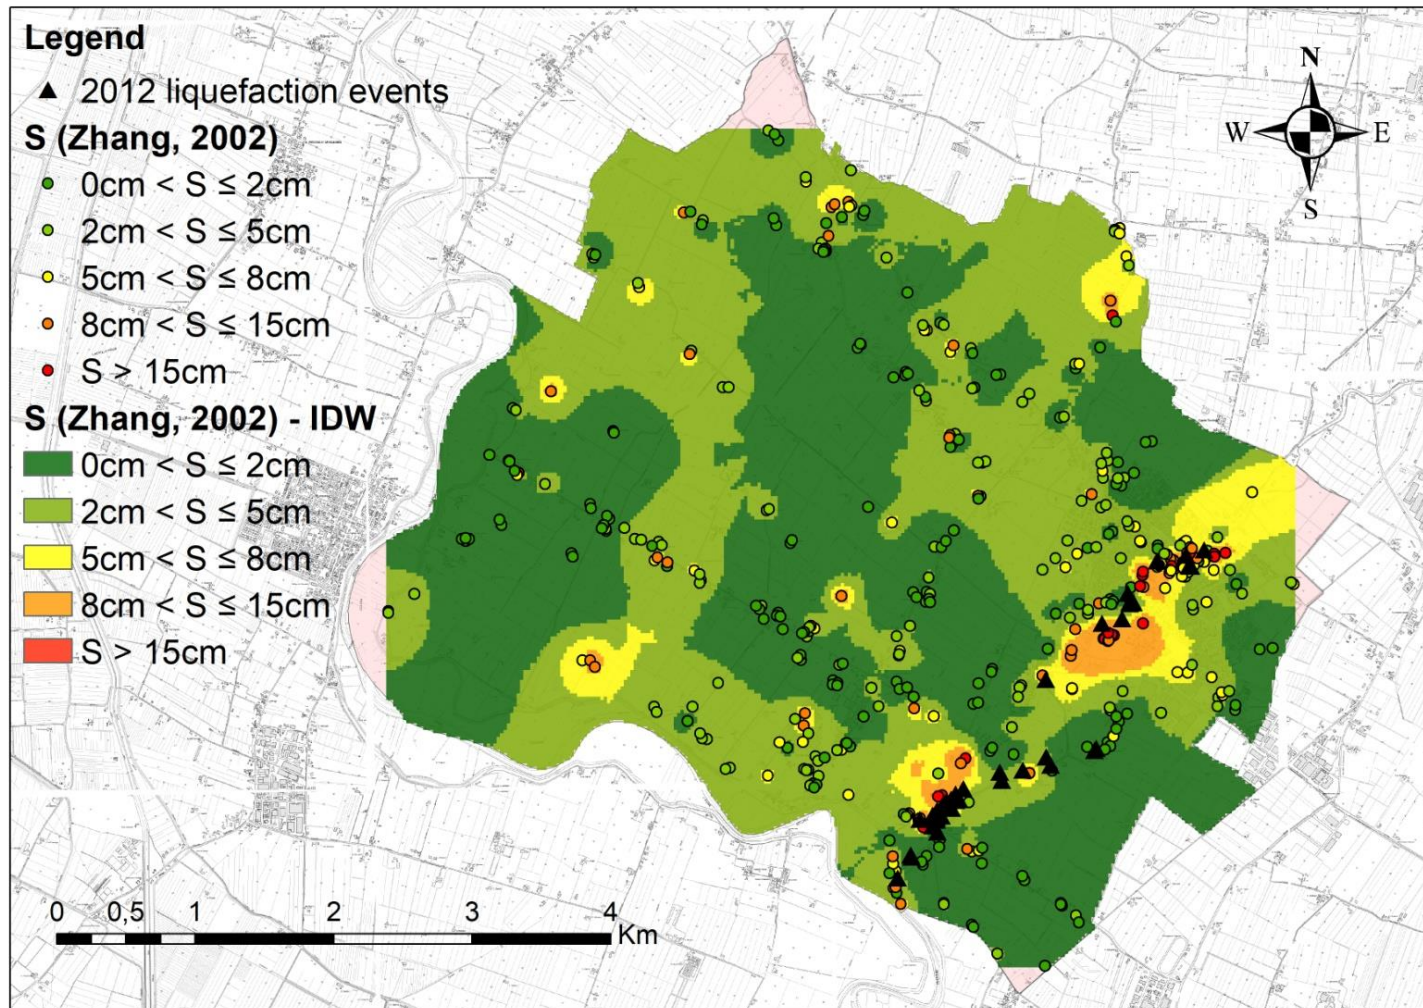 Legend
2012 liquefaction events
S (Zhang, 2002)
0cm < S ≤ 2cm
2cm < S ≤ 5cm
5cm < S ≤ 8cm
8cm < S ≤ 15cm
S > 15cm
S (Zhang, 2002) - IDW
0cm < S ≤ 2cm
2cm < S ≤ 5cm
5cm < S ≤ 8cm
8cm < S ≤ 15cm
S > 15cm
N
W E
S
0 0,5 1 2 3 4
Km